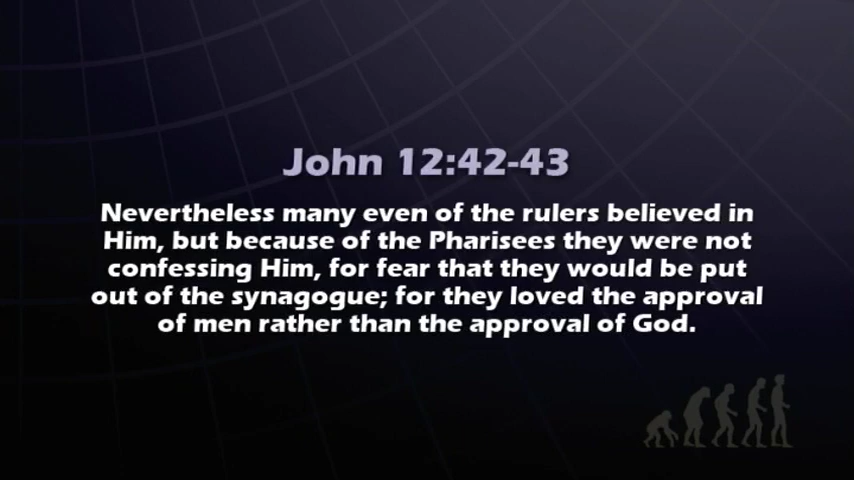 John 12:42-43
Nevertheless many even of the rulers believed in
Him, but because of the Pharisees they were not
confessing Him, for fear that they would be put
out of the synagogue; for they loved the approval
of men rather than the approval of God.